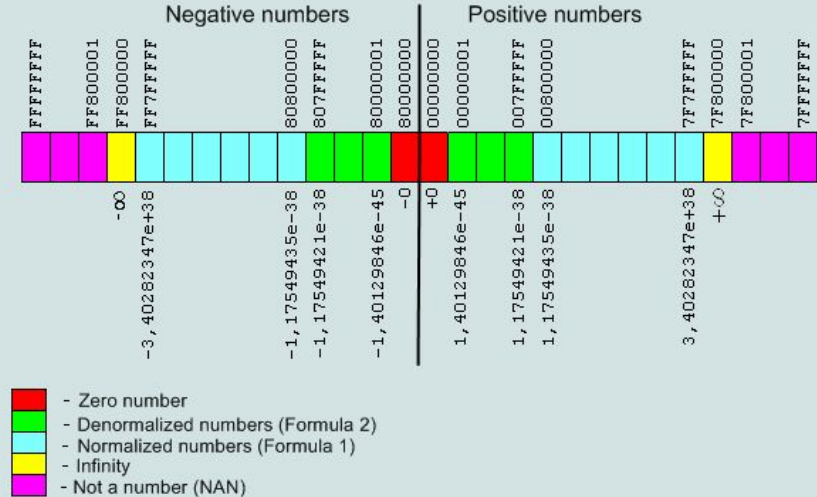 Negative numbers
Positive numbers
FFFFFFFF
FF800001
FF800000
FF7FFFFF
80800000
807FFFFF
80000001
80000000
00000000
00000001
007FFFFF
00800000
7F7FFFFF
7F800000
7F800001
7FFFFFFF
-∞
-3,40282347e+38
-1,17549435e-38
-1,17549421e-38
-1,40129846e-45
-0
+0
1,40129846e-45
1,17549421e-38
1,17549435e-38
3,40282347e+38
+∞
- Zero number
- Denormalized numbers (Formula 2)
- Normalized numbers (Formula 1)
- Infinity
- Not a number (NAN)